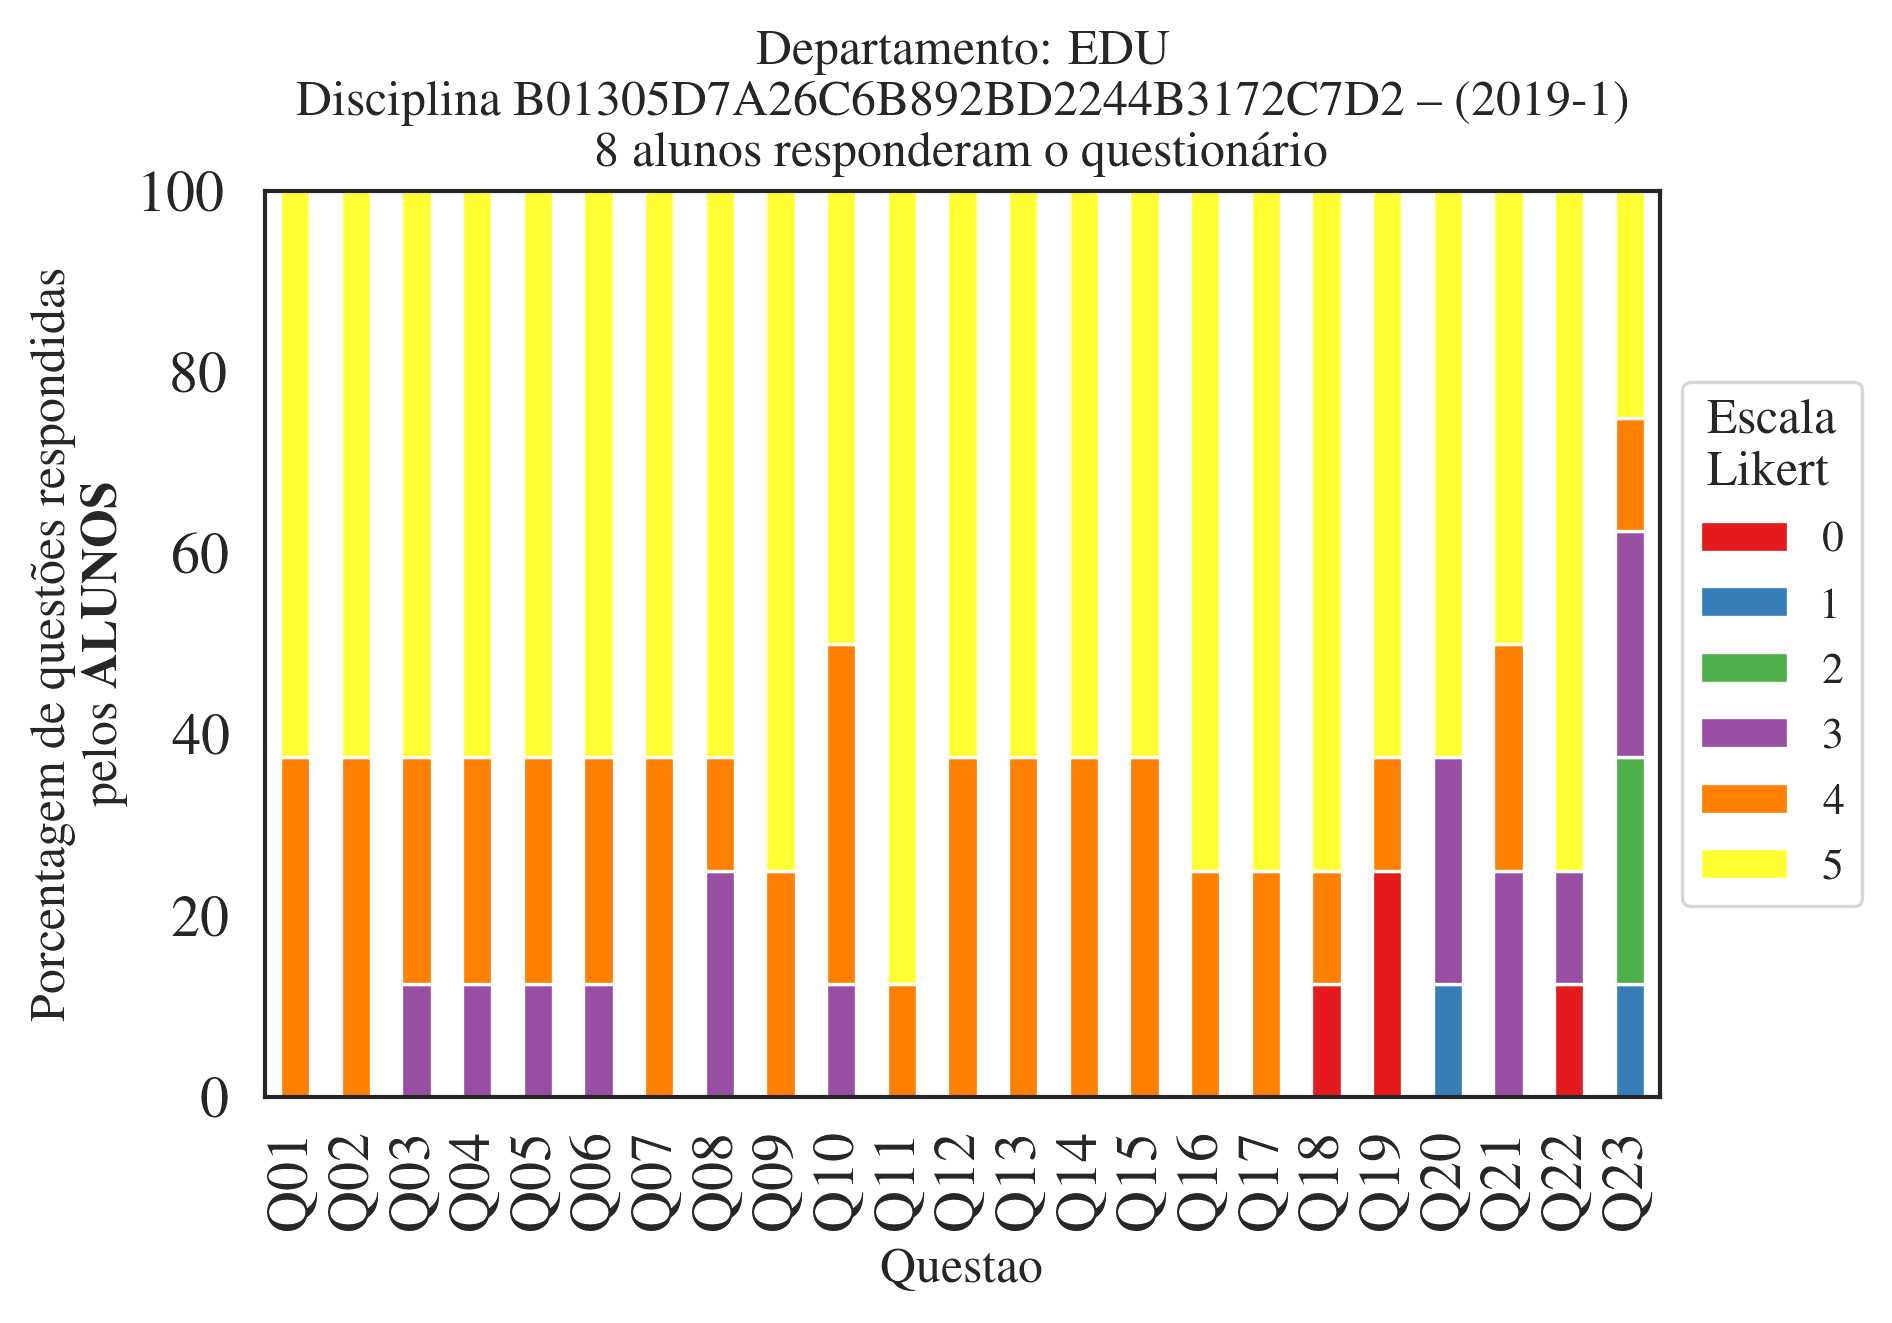 Departamento: EDU
Disciplina B01305D7A26C6B892BD2244B3172C7D2 – (2019-1)
8 alunos responderam o questionário
Porcentagem de questões respondidas
pelos ALUNOS
100
80
60
40
20
0
Q01
Q02
Q03
Q04
Q05
Q06
Q07
Q08
Q09
Q10
Q11
Q12
Q13
Q14
Q15
Q16
Q17
Q18
Q19
Q20
Q21
Q22
Q23
Questao
Escala
Likert
0
1
2
3
4
5